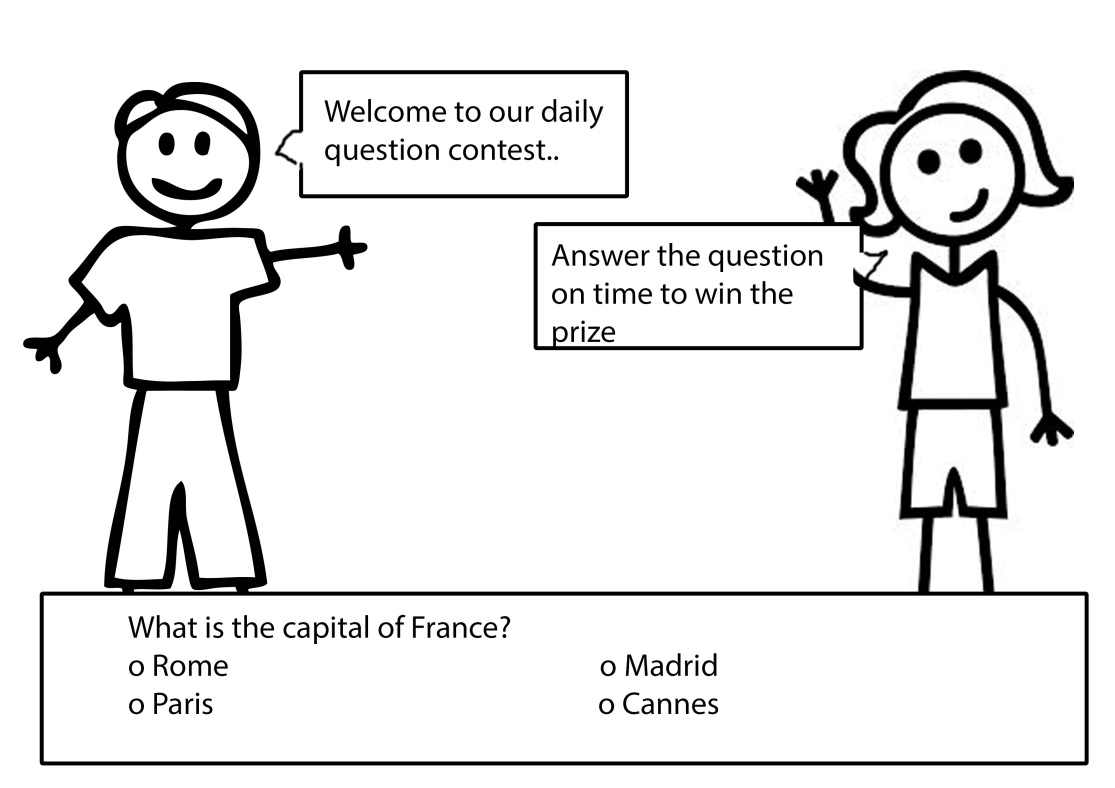 Welcome to our daily
question contest..
Answer the question
on time to win the
prize
What is the capital of France?
o Rome
o Madrid
o Paris
o Cannes